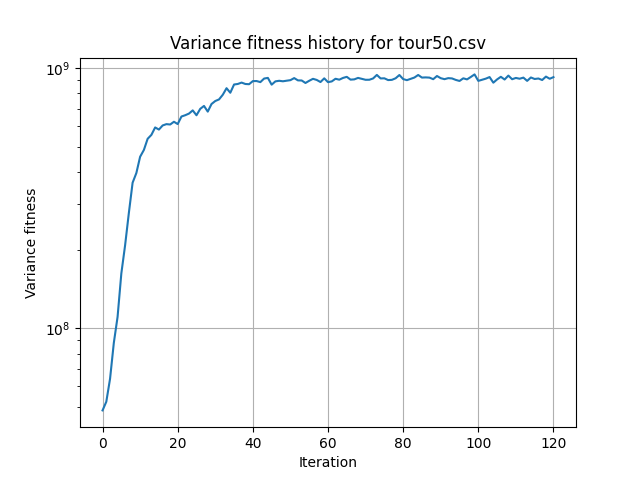 Variance fitness history for tour50.csv
Variance fitness
10⁹
10⁸
0 20 40 60 80 100 120
Iteration